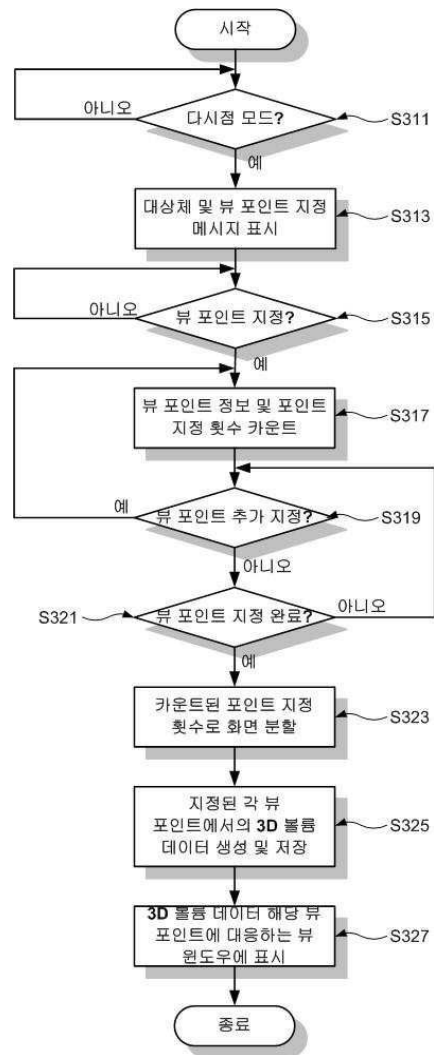 시작
아니오
다시점 모드?
S311
예
대상체 및 뷰 포인트 지정
메시지 표시
S313
아니오
뷰 포인트 지정?
S315
예
뷰 포인트 정보 및 포인트
지정 횟수 카운트
S317
예
뷰 포인트 추가 지정?
S319
아니오
S321
뷰 포인트 지정 완료?
아니오
예
카운트된 포인트 지정
횟수로 화면 분할
S323
지정된 각 뷰
포인트에서의 3D 볼륨
데이터 생성 및 저장
S325
3D 볼륨 데이터 해당 뷰
포인트에 대응하는 뷰
윈도우에 표시
S327
종료